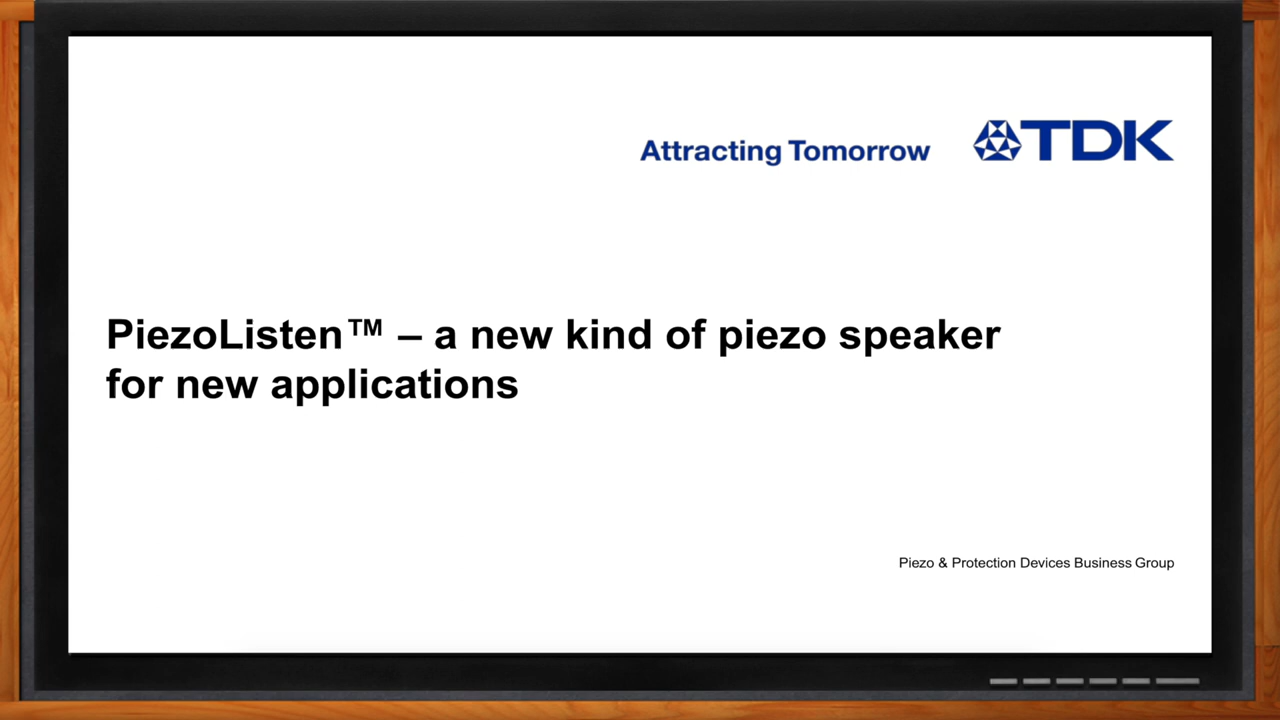 Attracting Tomorrow
TDK
PiezoListen™ – a new kind of piezo speaker
for new applications
Piezo & Protection Devices Business Group